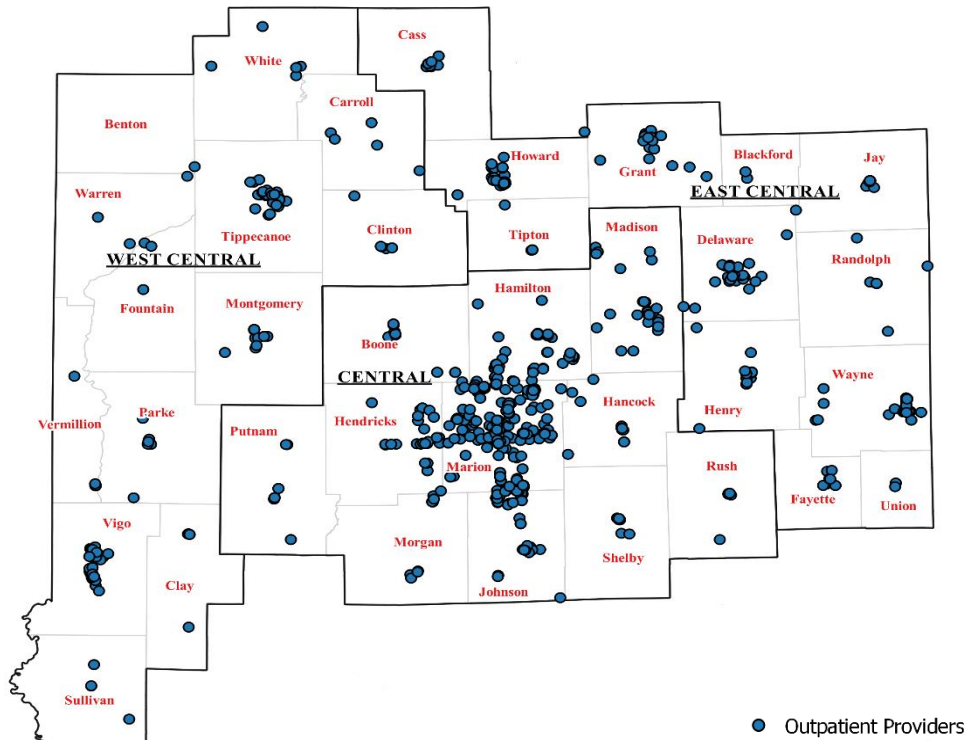 Cass
White
Carroll
Benton
Howard
Blackford
Jay
Grant
Warren
EAST CENTRAL
Tippecanoe
Clinton
Tipton
Madison
Delaware
Randolph
WEST CENTRAL
Hamilton
Fountain
Montgomery
Boone
CENTRAL
Wayne
Hancock
Vermillion
Parke
Putnam
Hendricks
Henry
Marion
Rush
Fayette
Union
Vigo
Morgan
Shelby
Clay
Johnson
Sullivan
Outpatient Providers